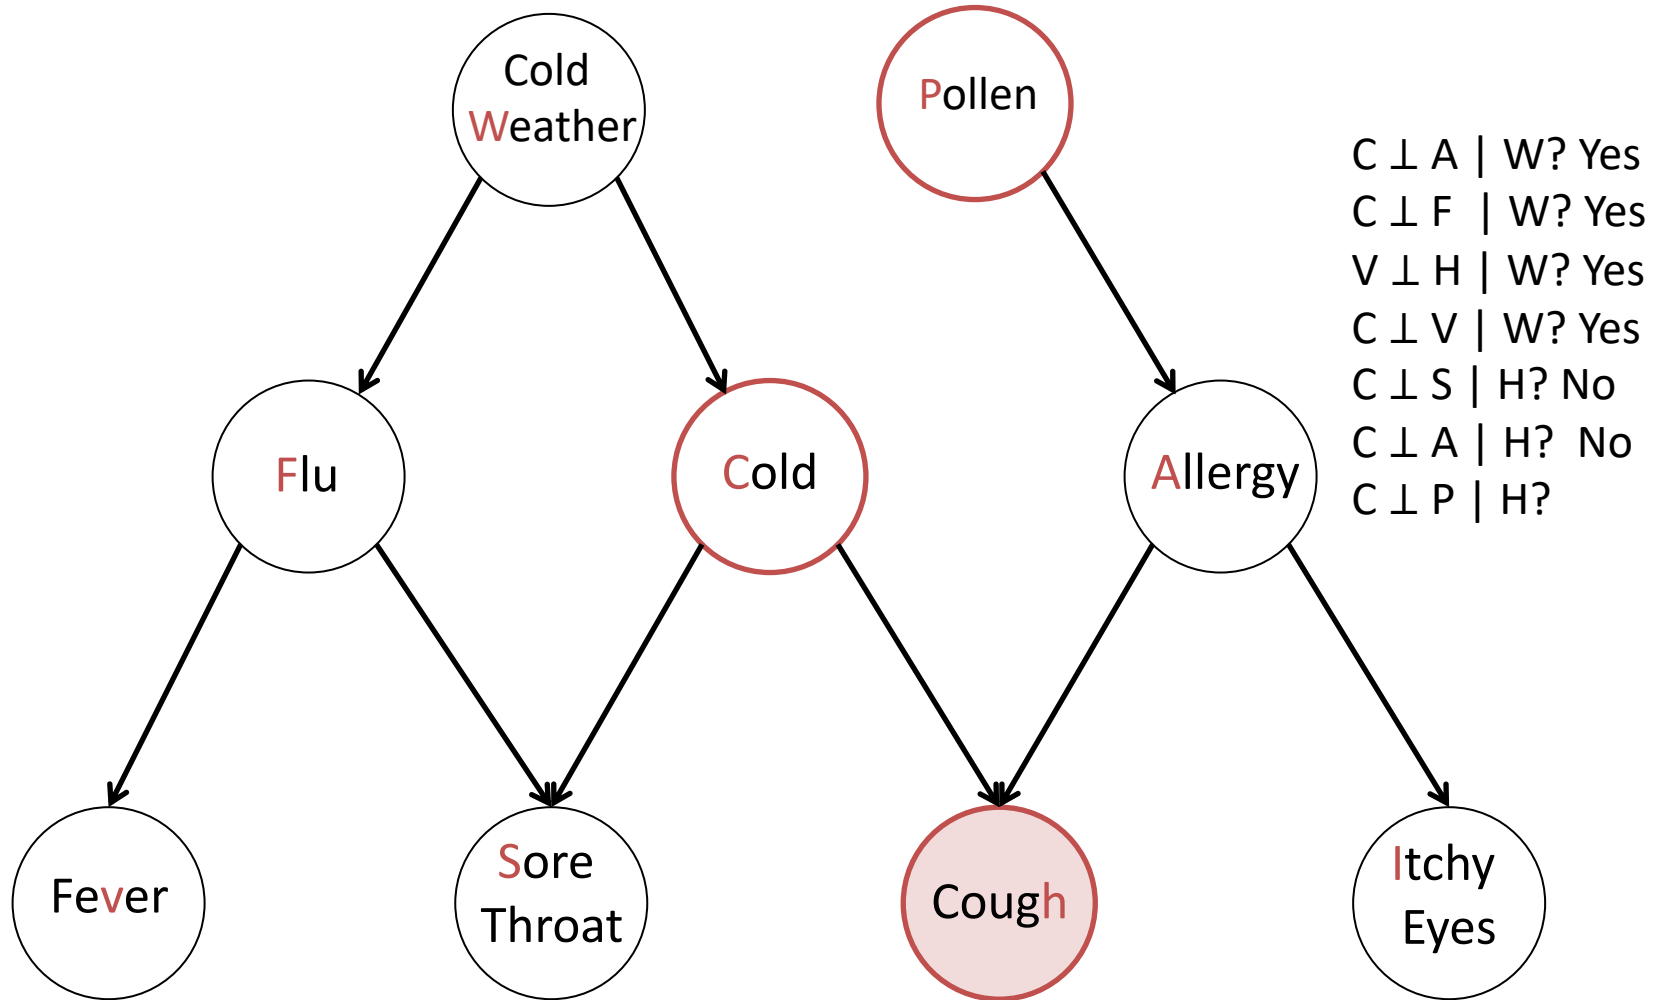 Cold
Weather
Pollen
C ⊥ A | W? Yes
C ⊥ F | W? Yes
V ⊥ H | W? Yes
C ⊥ V | W? Yes
C ⊥ S | H? No
C ⊥ A | H? No
C ⊥ P | H?
Flu
Cold
Allergy
Fever
Sore
Throat
Cough
Itchy
Eyes